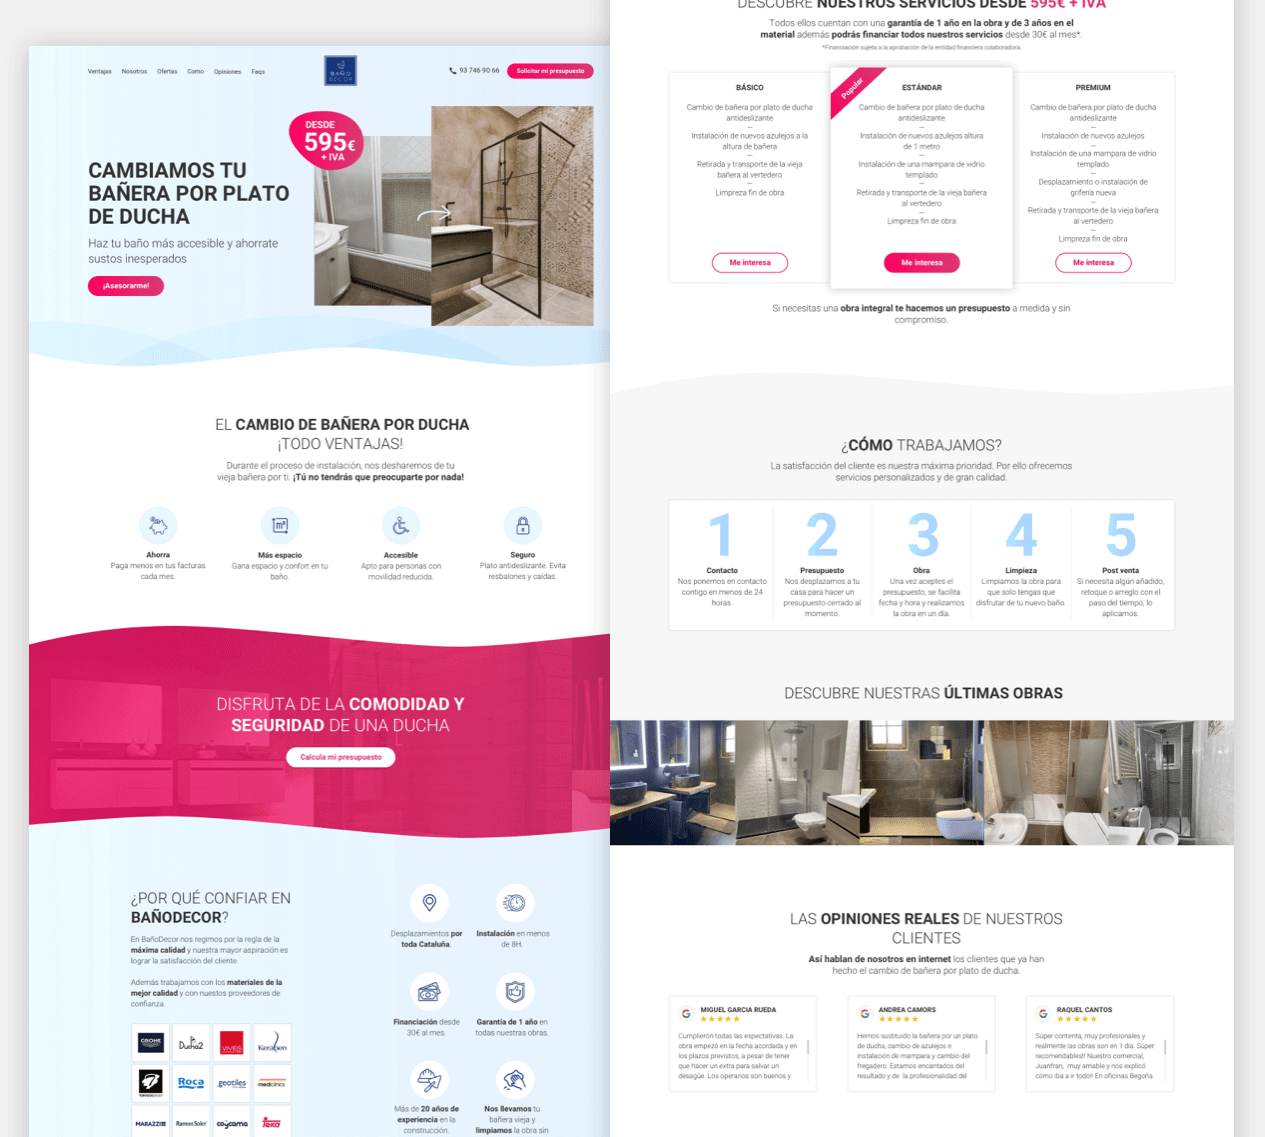 Ventajas Nosotros Ofertas Como Opiniones Faqs
BAÑO
DECOR
93 746 90 66
Solicitar mi presupuesto
DESDE
595€
+ IVA
CAMBIAMOS TU
BAÑERA POR PLATO
DE DUCHA
Haz tu baño más accesible y ahorrate
sustos inesperados
¡Asesorarme!
EL CAMBIO DE BAÑERA POR DUCHA
¡TODO VENTAJAS!
Durante el proceso de instalación, nos desharemos de tu
vieja bañera por ti. ¡Tú no tendrás que preocuparte por nada!
Ahorra
Paga menos en tus facturas
cada mes.
Más espacio
Gana espacio y confort en tu
baño.
Accesible
Apto para personas con
movilidad reducida.
Seguro
Plato antideslizante. Evita
resbalones y caídas.
DISFRUTA DE LA COMODIDAD Y
SEGURIDAD DE UNA DUCHA
Calcula mi presupuesto
¿POR QUÉ CONFIAR EN
BAÑODECOR?
En BañoDecor nos regimos por la regla de la
máxima calidad y nuestra mayor aspiración es
lograr la satisfacción del cliente.
Además trabajamos con los materiales de la
mejor calidad y con nuestros proveedores de
confianza.
GROHE
Ducha2
VIVES
Keraben
Roca
geotiles
mediclinics
MARAZZI
Ramon Soler
cogcama
teka
Desplazamientos por
toda Cataluña.
Instalación en menos
de 8H.
Financiación desde
30€ al mes.
Garantía de 1 año en
todas nuestras obras.
Más de 20 años de
experiencia en la
construcción.
Nos llevamos tu
bañera vieja y
limpiamos la obra sin
DESCUBRE NUESTROS SERVICIOS DESDE 595€ + IVA
Todos ellos cuentan con una garantía de 1 año en la obra y de 3 años en el
material además podrás financiar todos nuestros servicios desde 30€ al mes*.
*Financiación sujeta a la aprobación de la entidad financiera colaboradora.
BÁSICO
Cambio de bañera por plato de ducha
antideslizante
—
Instalación de nuevos azulejos a la
altura de bañera
—
Retirada y transporte de la vieja
bañera al vertedero
—
Limpreza fin de obra
Me interesa
Popular
ESTÁNDAR
Cambio de bañera por plato de ducha
antideslizante
—
Instalación de nuevos azulejos altura
de 1 metro
—
Instalación de una mampara de vidrio
templado
—
Retirada y transporte de la vieja bañera
al vertedero
—
Limpreza fin de obra
Me interesa
PREMIUM
Cambio de bañera por plato de ducha
antideslizante
—
Instalación de nuevos azulejos
—
Instalación de una mampara de vidrio
templado
—
Desplazamiento o instalación de
grifería nueva
—
Retirada y transporte de la vieja bañera
al vertedero
—
Limpreza fin de obra
Me interesa
Si necesitas una obra integral te hacemos un presupuesto a medida y sin
compromiso.
¿CÓMO TRABAJAMOS?
La satisfacción del cliente es nuestra máxima prioridad. Por ello ofrecemos
servicios personalizados y de gran calidad.
1
Contacto
Nos ponemos en contacto
contigo en menos de 24
horas.
2
Presupuesto
Nos desplazamos a tu
casa para hacer un
presupuesto cerrado al
momento.
3
Obra
Una vez aceptes el
presupuesto, se facilita
fecha y hora y realizamos
la obra en un día.
4
Limpieza
Limpiamos la obra para
que solo tengas que
disfrutar de tu nuevo baño.
5
Post venta
Si necesita algún añadido,
retoque o arreglo con el
paso del tiempo, lo
aplicamos.
DESCUBRE NUESTRAS ÚLTIMAS OBRAS
LAS OPINIONES REALES DE NUESTROS
CLIENTES
Así hablan de nosotros en internet los clientes que ya han
hecho el cambio de bañera por plato de ducha.
MIGUEL GARCIA RUEDA
Cumplieron todas las espectativas. La
obra empezó en la fecha acordada y en
los plazos previstos, a pesar de tener
que hacer un extra para salvar un
desagüe. Los operarios son buenos y
ANDREA CAMORS
Hemos sustituido la bañera por un plato
de ducha, cambio de azulejos e
instalación de mampara y cambio del
fregadero. Estamos encantados del
resultado y de la profesionalidad del
RAQUEL CANTOS
Súper contenta, muy profesionales y
realmente las obras son en 1 dia. Súper
recomendables!! Nuestro comercial,
Juanfran, muy amable y nos explicó
cómo iba a ir todo!! En oficinas Begoña